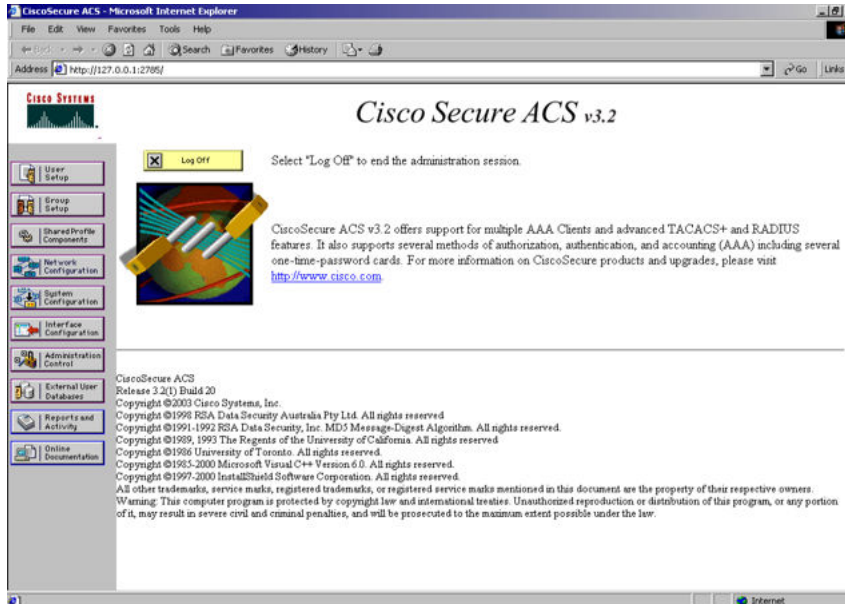 CiscoSecure ACS - Microsoft Internet Explorer
File Edit View Favorites Tools Help
Back Search Favorites History
Address http://127.0.0.1:2785/ Go Links
CISCO SYSTEMS
Cisco Secure ACS v3.2
Log Off
Select "Log Off" to end the administration session.
User
Setup
Group
Setup
Shared Profile
Components
Network
Configuration
System
Configuration
Interface
Configuration
Administration
Control
External User
Databases
Reports and
Activity
Online
Documentation
CiscoSecure ACS v3.2 offers support for multiple AAA Clients and advanced TACACS+ and RADIUS
features. It also supports several methods of authorization, authentication, and accounting (AAA) including several
one-time-password cards. For more information on CiscoSecure products and upgrades, please visit
http://www.cisco.com.
CiscoSecure ACS
Release 3.2(1) Build 20
Copyright ©2003 Cisco Systems, Inc.
Copyright ©1998 RSA Data Security Australia Pty Ltd. All rights reserved
Copyright ©1991-1992 RSA Data Security, Inc. MD5 Message-Digest Algorithm. All rights reserved.
Copyright ©1989, 1993 The Regents of the University of California. All rights reserved
Copyright ©1986 University of Toronto. All rights reserved.
Copyright ©1985-2000 Microsoft Visual C++ Version 6.0. All rights reserved.
Copyright ©1997-2000 InstallShield Software Corporation. All rights reserved.
All other trademarks, service marks, registered trademarks, or registered service marks mentioned in this document are the property of their respective owners.
Warning: This computer program is protected by copyright law and international treaties. Unauthorized reproduction or distribution of this program, or any portion
of it, may result in severe civil and criminal penalties, and will be prosecuted to the maximum extent possible under the law.
Internet